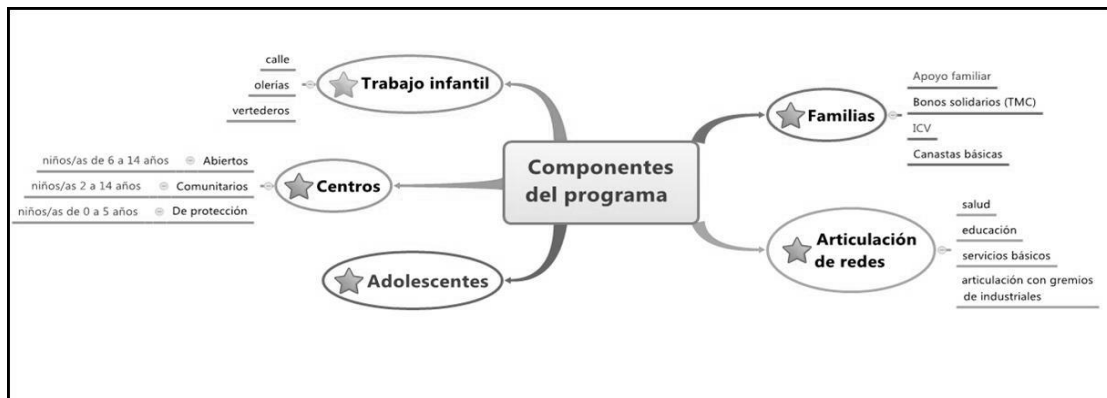 Componentes
del programa
Trabajo infantil
calle
olerias
vertederos
Centros
niños/as de 6 a 14 años Abiertos
niños/as 2 a 14 años Comunitarios
niños/as de 0 a 5 años De protección
Adolescentes
Familias
Apoyo familiar
Bonos solidarios (TMC)
ICV
Canastas básicas
Articulación
de redes
salud
educación
servicios básicos
articulación con gremios
de industriales